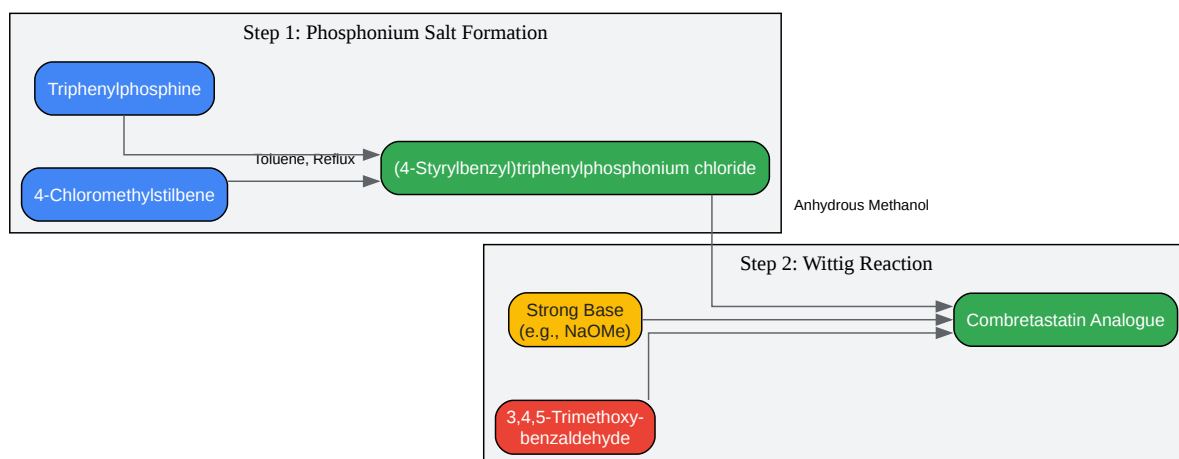 Step 1: Phosphonium Salt Formation
Triphenylphosphine
Toluene, Reflux
(4-Styrylbenzyl)triphenylphosphonium chloride
4-Chloromethylstilbene
Anhydrous Methanol
Step 2: Wittig Reaction
Strong Base
(e.g., NaOMe)
Combretastatin Analogue
3,4,5-Trimethoxy-
benzaldehyde